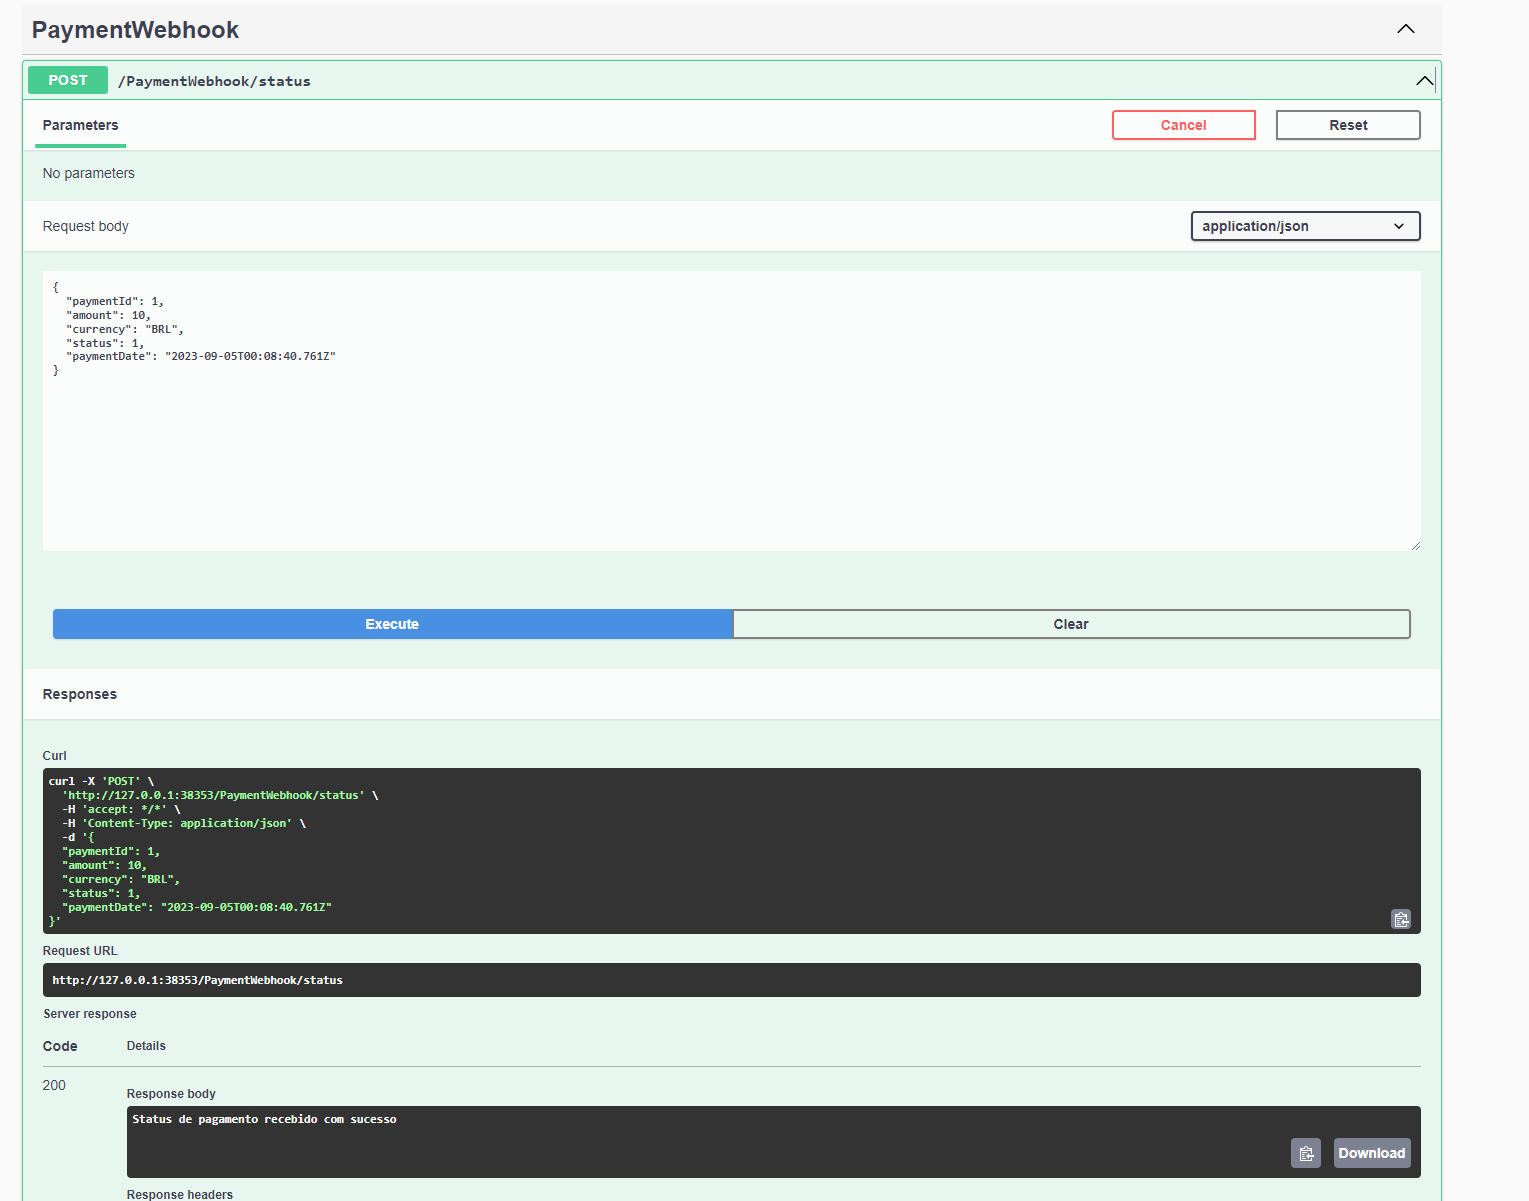 PaymentWebhook
POST /PaymentWebhook/status
Parameters
Cancel
Reset
No parameters
Request body
application/json
{
  "paymentId": 1,
  "amount": 10,
  "currency": "BRL",
  "status": 1,
  "paymentDate": "2023-09-05T00:08:40.761Z"
}
Execute
Clear
Responses
Curl
curl -X 'POST' \
  'http://127.0.0.1:38353/PaymentWebhook/status' \
  -H 'accept: */*' \
  -H 'Content-Type: application/json' \
  -d '{
  "paymentId": 1,
  "amount": 10,
  "currency": "BRL",
  "status": 1,
  "paymentDate": "2023-09-05T00:08:40.761Z"
}'
Request URL
http://127.0.0.1:38353/PaymentWebhook/status
Server response
Code Details
200
Response body
Status de pagamento recebido com sucesso
Download
Response headers